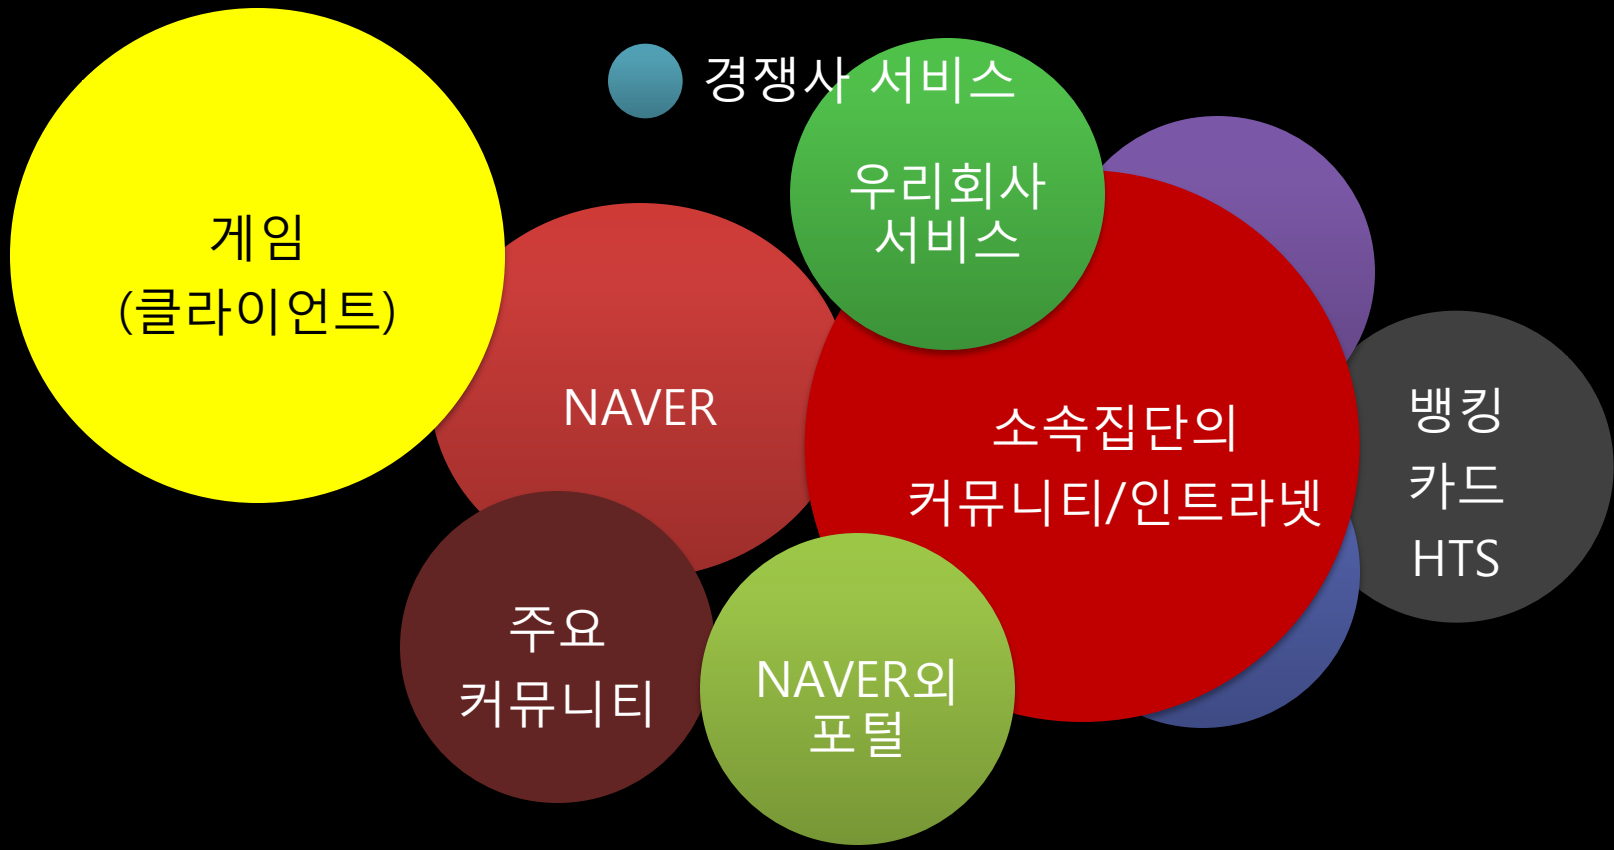 경쟁사 서비스
우리회사
서비스
게임
(클라이언트)
NAVER
소속집단의
커뮤니티/인트라넷
뱅킹
카드
HTS
주요
커뮤니티
NAVER외
포털